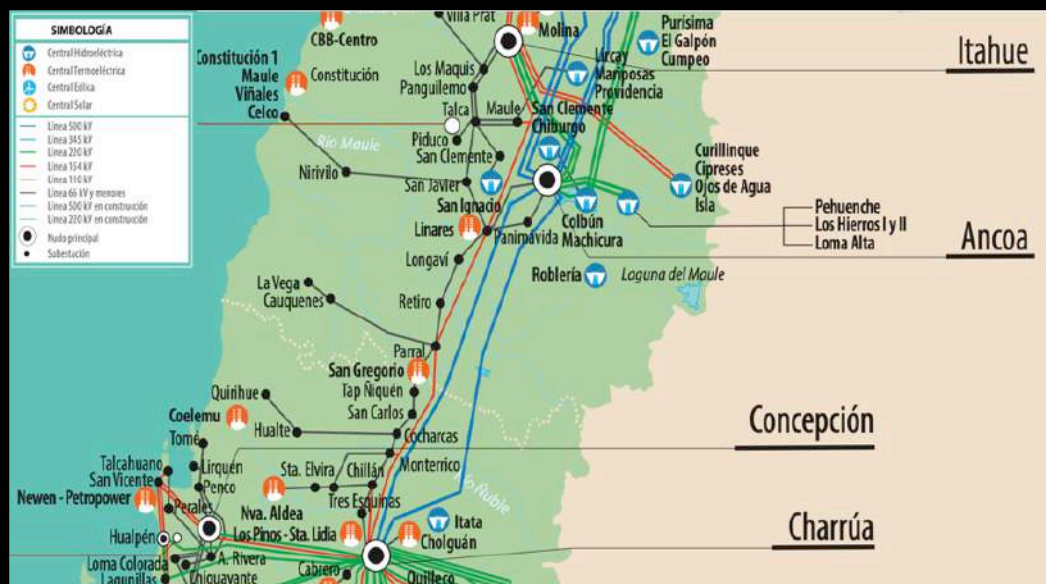 SIMBOLOGÍA
Central Hidroeléctrica
Central Termoeléctrica
Central Eólica
Central Solar
Línea 500 kV
Línea 345 kV
Línea 220 kV
Línea 154 kV
Línea 110 kV
Línea 66 kV y menores
Línea 500 kV en construcción
Línea 220 kV en construcción
Nudo principal
Subestación
CBB-Centro
Villa Prat
Molina
Purísima
El Galpón
Cumpeo
Itahue
Constitución 1
Maule
Viñales
Celco
Constitución
Los Maquis
Panguilemo
Talca
Maule
Lircay
Mariposas
Providencia
San Clemente
Chiburgo
Piduco
San Clemente
Río Maule
Nirivilo
San Javier
San Ignacio
Curillinque
Cipreses
Ojos de Agua
Isla
Linares
Panimávida
Colbún
Machicura
Pehuenche
Los Hierros I y II
Loma Alta
Ancoa
Longaví
Roblería
Laguna del Maule
La Vega
Cauquenes
Retiro
Parral
San Gregorio
Tap Ñiquén
San Carlos
Quirihue
Coelemu
Hualte
Cocharcas
Concepción
Tomé
Monterrico
Talcahuano
San Vicente
Lirquén
Penco
Sta. Elvira
Chillán
Newen - Petropower
Perales
Nva. Aldea
Tres Esquinas
Río Ñuble
Los Pinos - Sta. Lidia
Itata
Cholguán
Charrúa
Hualpén
Loma Colorada
A. Rivera
Lagunillas
Chiguayante
Cabrero
Quilleco